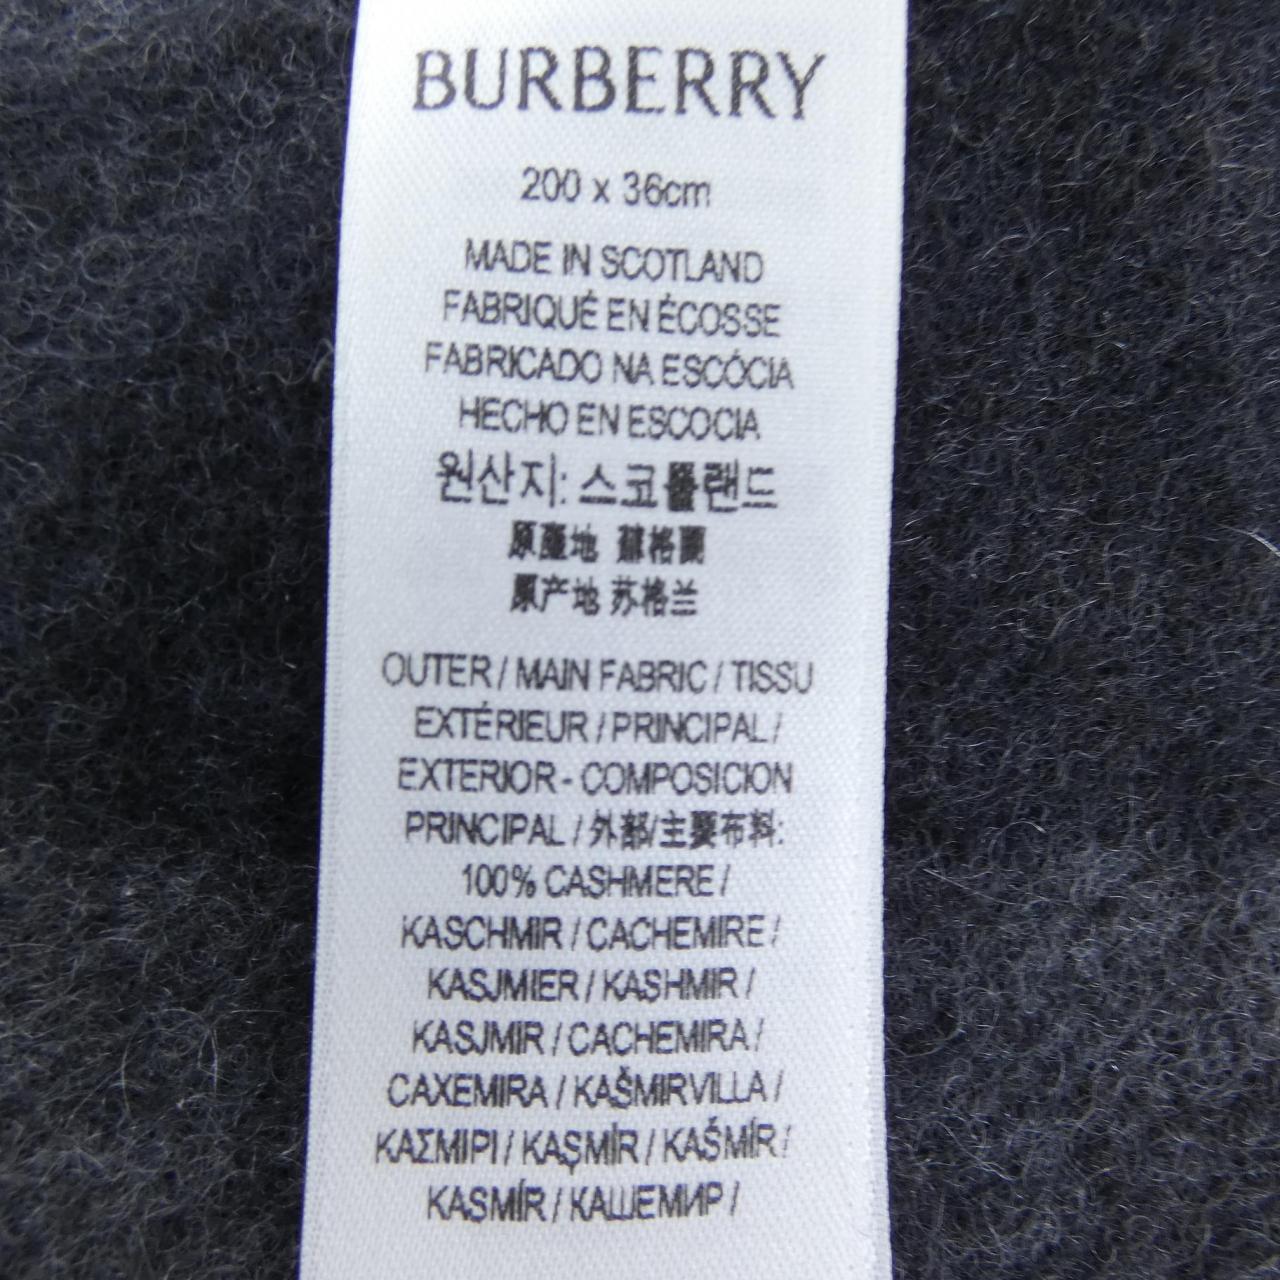 BURBERRY
200 x 36cm
MADE IN SCOTLAND
FABRIQUÉ EN ÉCOSSE
FABRICADO NA ESCÓCIA
HECHO EN ESCOCIA
원산지: 스코틀랜드
原產地 蘇格蘭
原产地 苏格兰
OUTER / MAIN FABRIC / TISSU
EXTÉRIEUR / PRINCIPAL /
EXTERIOR - COMPOSICION
PRINCIPAL / 外部/主要布料:
100% CASHMERE /
KASCHMIR / CACHEMIRE /
KASJMIER / KASHMIR /
KASJMIR / CACHEMIRA /
CAXEMIRA / KAŠMIRVILLA /
ΚΑΣΜΙΡΙ / KAŞMİR / KAŠMÍR /
KASMÍR / КАШЕМИР /